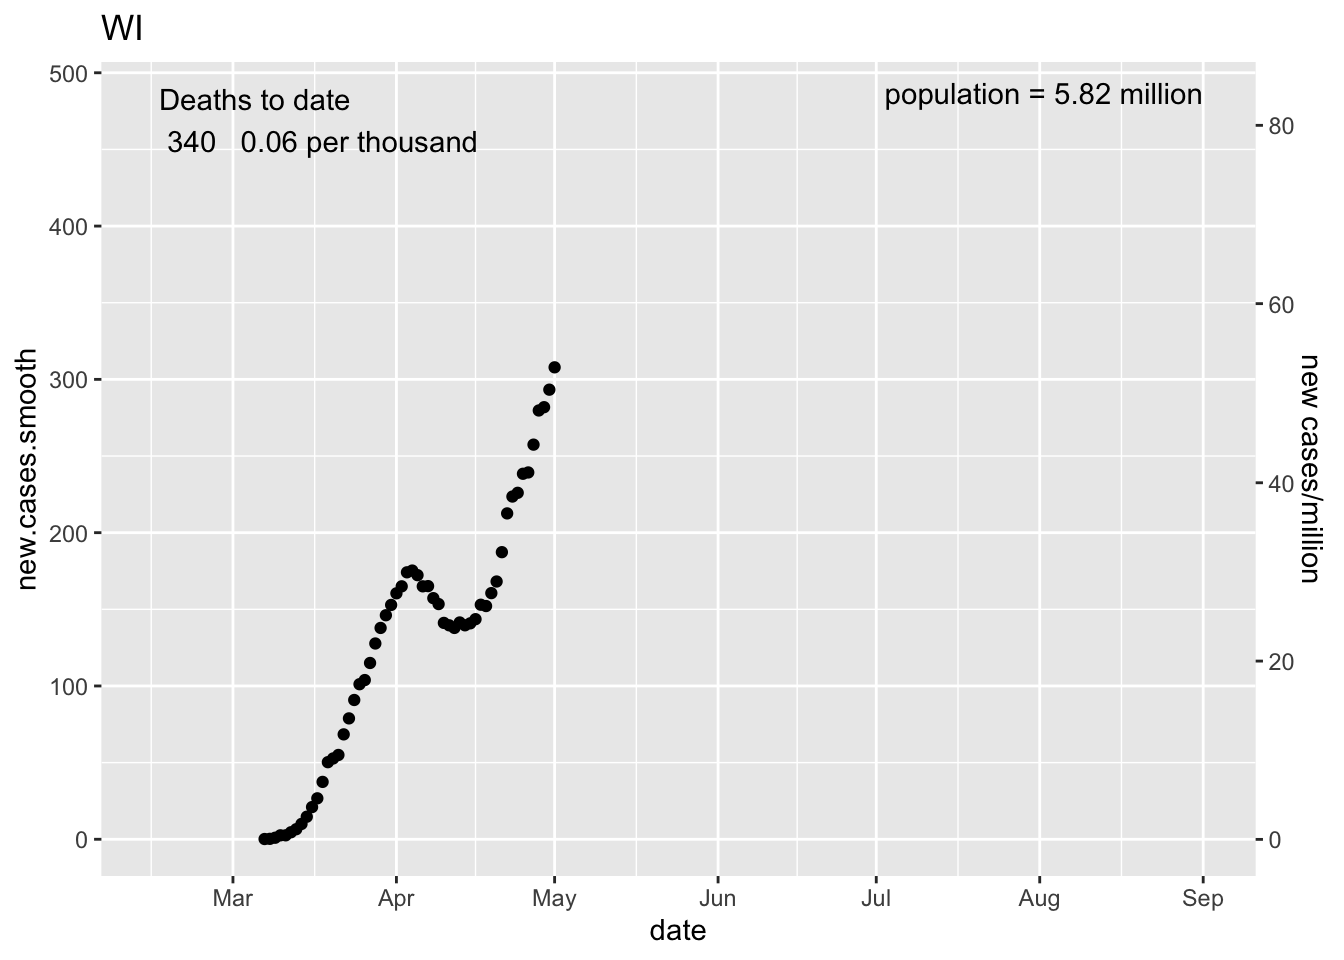 WI
Deaths to date
340 0.06 per thousand
population = 5.82 million
500
400
300
200
100
0
new.cases.smooth
80
60
40
20
0
new cases/million
Mar Apr May Jun Jul Aug Sep
date